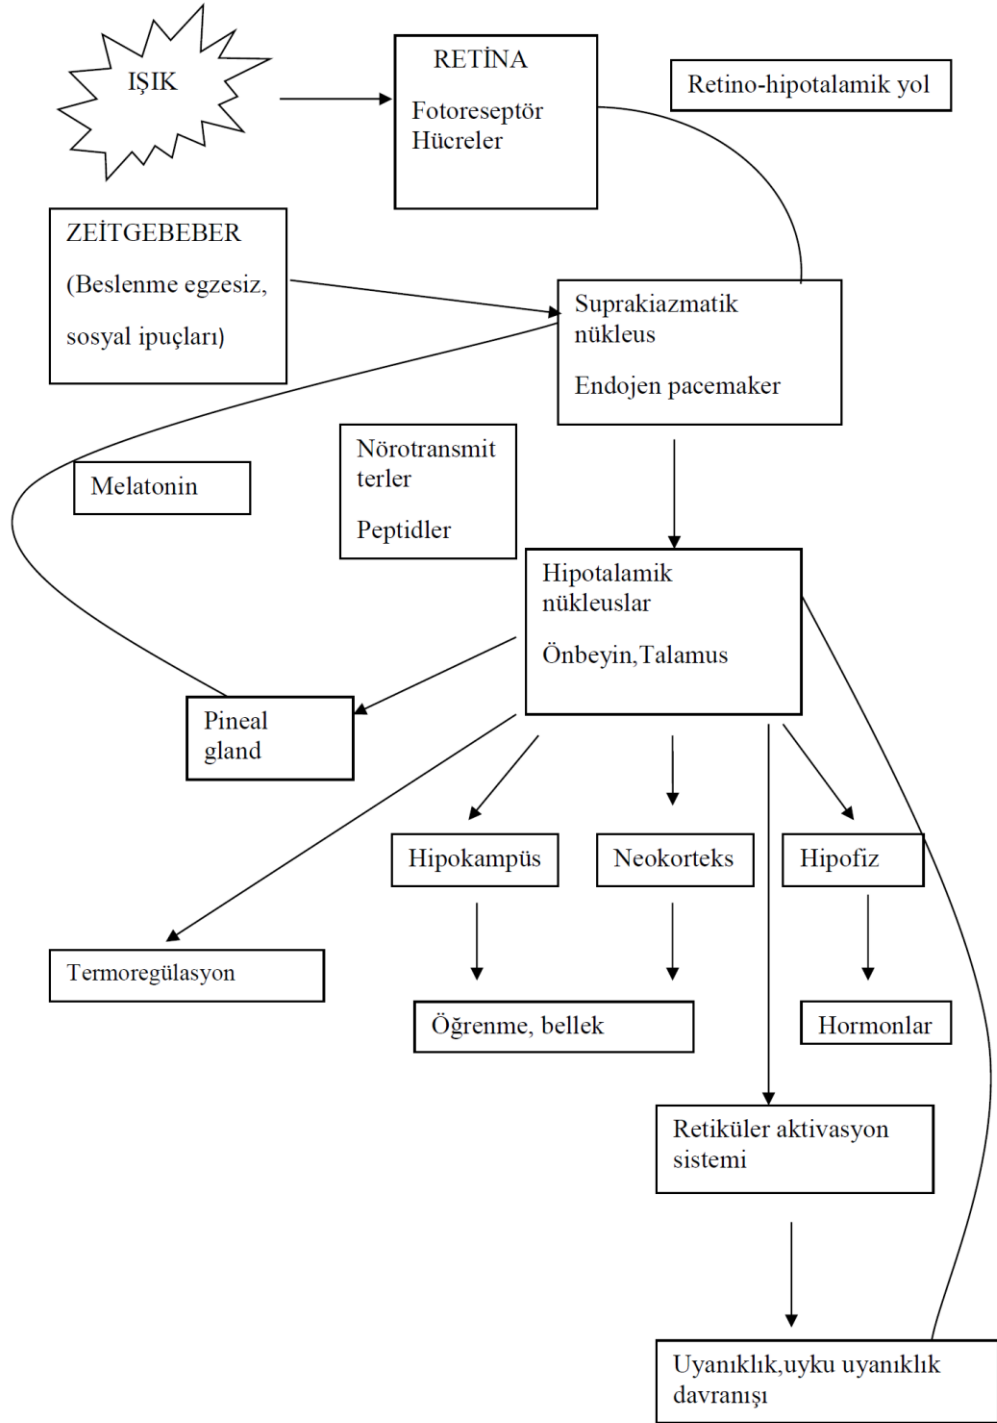 IŞIK
RETİNA
Fotoreseptör
Hücreler
Retino-hipotalamik yol
ZEİTGEBEBER
(Beslenme egzesiz,
sosyal ipuçları)
Suprakiazmatik
nükleus
Endojen pacemaker
Nörotransmit
terler
Peptidler
Melatonin
Hipotalamik
nükleuslar
Önbeyin,Talamus
Pineal
gland
Hipokampüs
Neokorteks
Hipofiz
Termoregülasyon
Öğrenme, bellek
Hormonlar
Retiküler aktivasyon
sistemi
Uyanıklık,uyku uyanıklık
davranışı